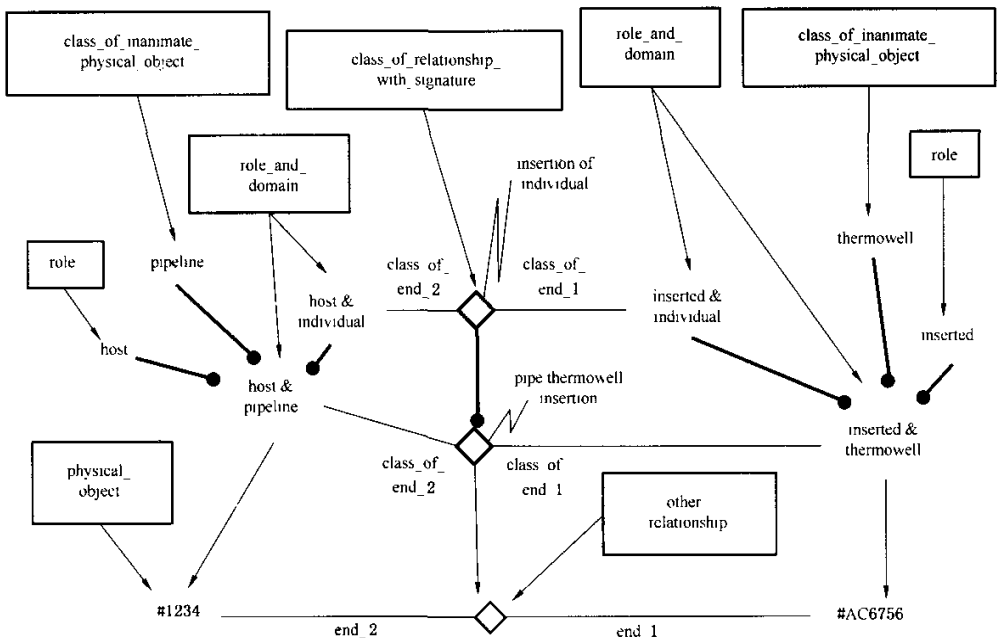 class_of_inanimate_
physical_object
class_of_relationship_
with_signature
role_and_
domain
class_of_inanimate_
physical_object
role_and_
domain
insertion of
individual
role
role
pipeline
thermowell
class_of_
end_2
class_of_
end_1
host &
individual
inserted &
individual
host
inserted
host &
pipeline
pipe thermowell
insertion
inserted &
thermowell
physical_
object
class_of_
end_2
class of
end 1
other
relationship
#1234
end_2
end_1
#AC6756